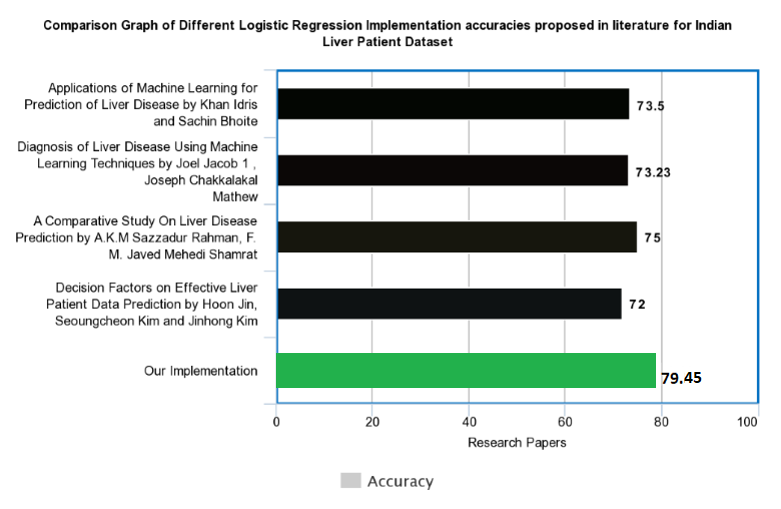 Comparison Graph of Different Logistic Regression Implementation accuracies proposed in literature for Indian
Liver Patient Dataset
Applications of Machine Learning for
Prediction of Liver Disease by Khan Idris
and Sachin Bhoite
73.5
Diagnosis of Liver Disease Using Machine
Learning Techniques by Joel Jacob 1 ,
Joseph Chakkalakal
Mathew
73.23
A Comparative Study On Liver Disease
Prediction by A.K.M Sazzadur Rahman, F.
M. Javed Mehedi Shamrat
75
Decision Factors on Effective Liver
Patient Data Prediction by Hoon Jin,
Seoungcheon Kim and Jinhong Kim
72
Our Implementation
79.45
0 20 40 60 80 100
Research Papers
Accuracy